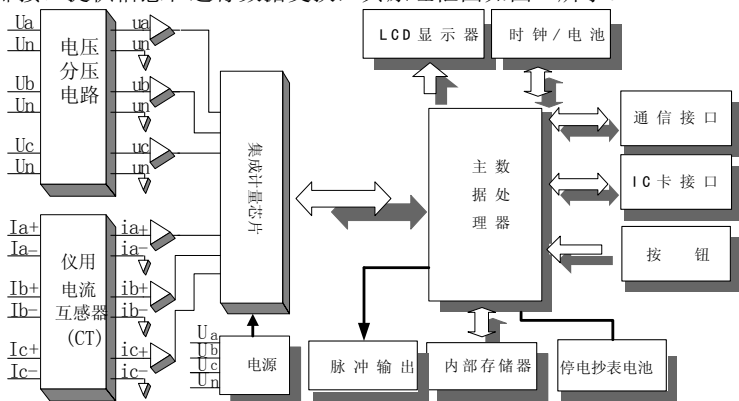 Ua
Un
Ub
Un
Uc
Un
电压
分压
电路
ua
un
ub
un
uc
un
Ia+
Ia-
Ib+
Ib-
Ic+
Ic-
仪用
电流
互感器
(CT)
ia+
ia-
ib+
ib-
ic+
ic-
集成计量芯片
Ua
Ub
Uc
Un
电源
LCD显示器
时钟/电池
主数
据处
理器
通信接口
IC卡接口
按 钮
脉冲输出
内部存储器
停电抄表电池